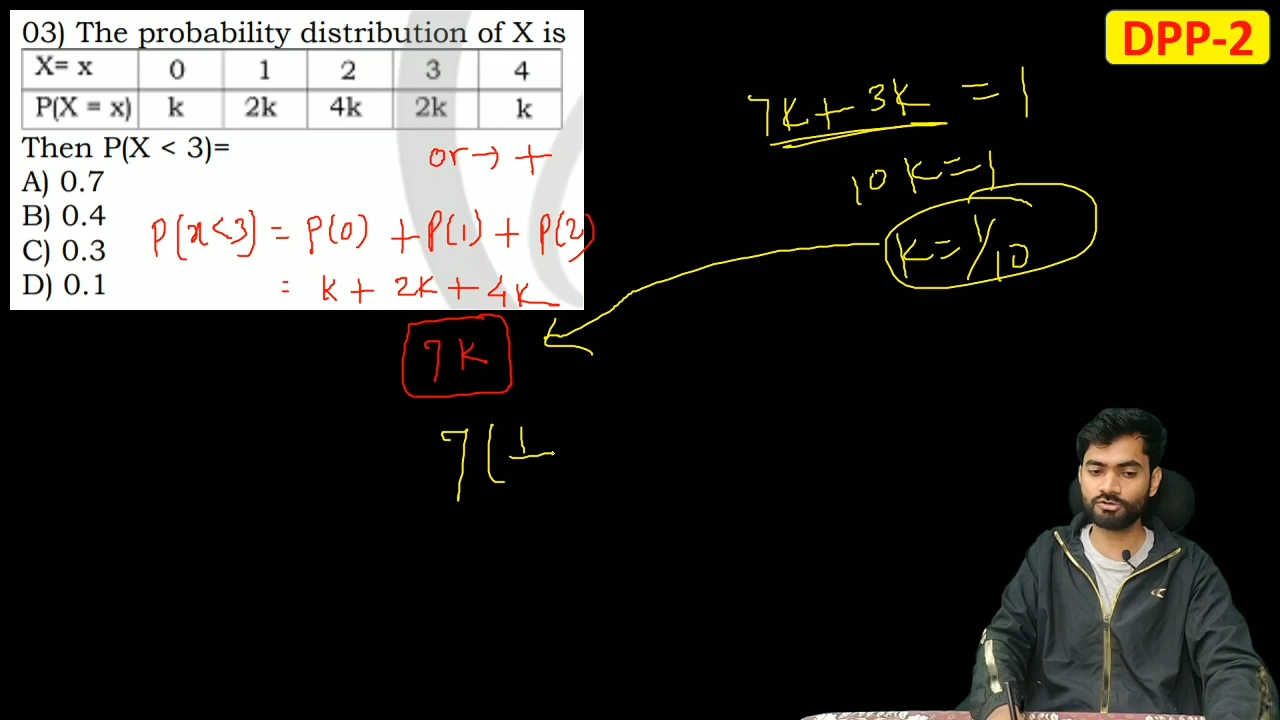 DPP-2
03) The probability distribution of X is
X= x 0 1 2 3 4
P(X = x) k 2k 4k 2k k
Then P(X < 3)=
A) 0.7
B) 0.4
C) 0.3
D) 0.1
or → +
P(x<3) = P(0) + P(1) + P(2)
= k + 2k + 4k
7k
7(1
7k + 3k = 1
10 k = 1
k = 1/10